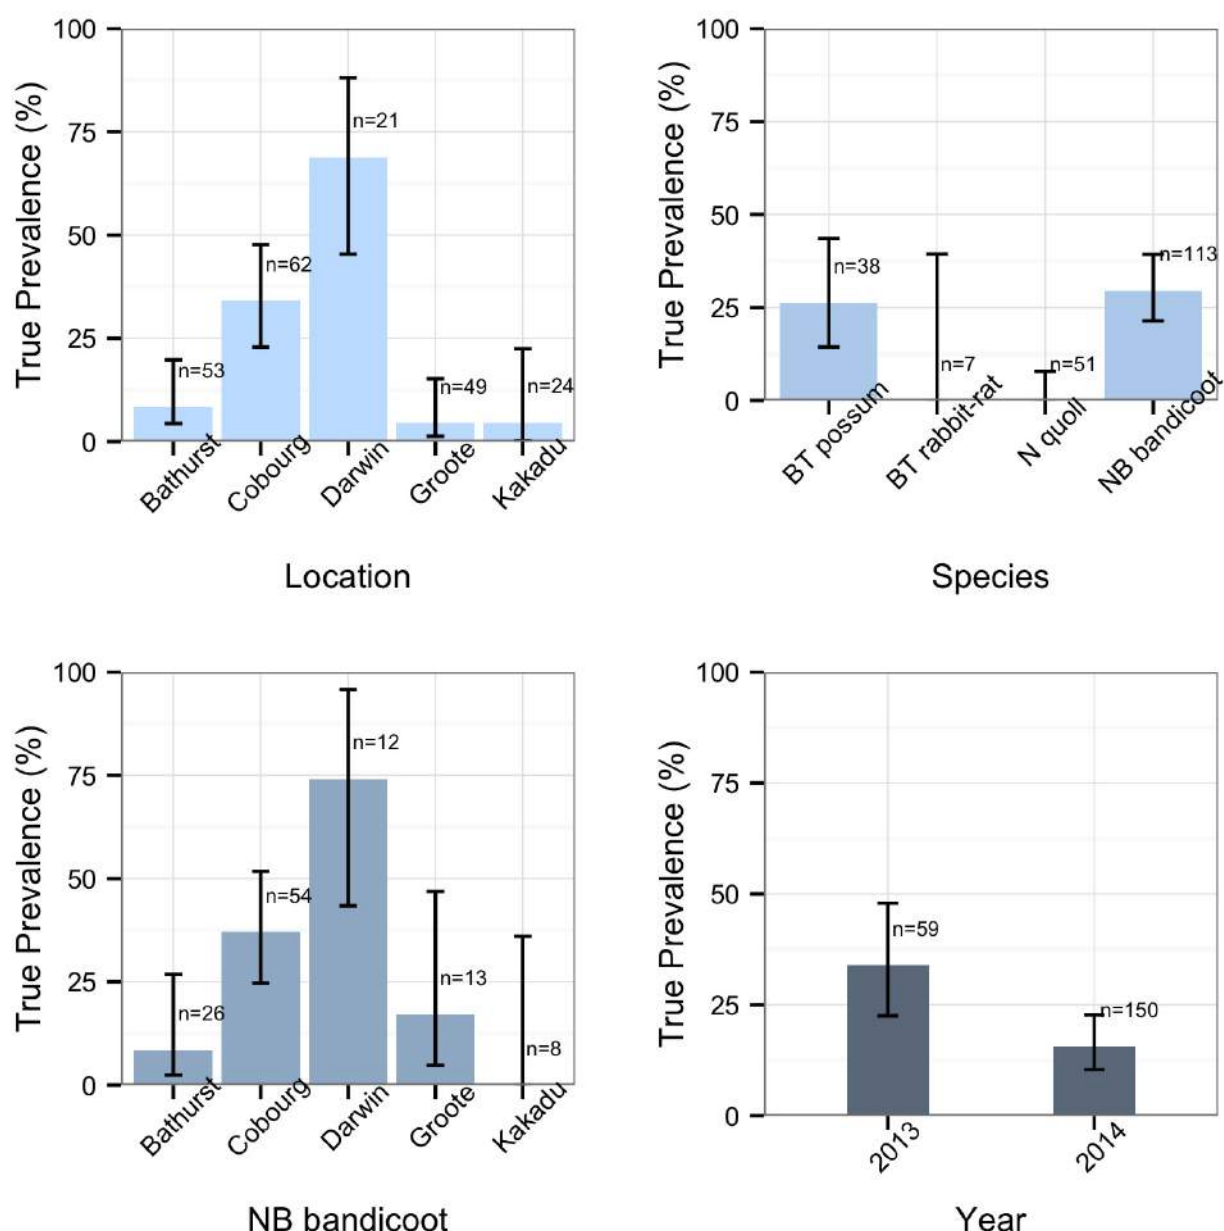 True Prevalence (%)
100
75
50
25
0
n=53
n=62
n=21
n=49
n=24
Bathurst
Cobourg
Darwin
Groote
Kakadu
Location
True Prevalence (%)
100
75
50
25
0
n=38
n=7
n=51
n=113
BT possum
BT rabbit-rat
N quoll
NB bandicoot
Species
True Prevalence (%)
100
75
50
25
0
n=26
n=54
n=12
n=13
n=8
Bathurst
Cobourg
Darwin
Groote
Kakadu
NB bandicoot
True Prevalence (%)
100
75
50
25
0
n=59
n=150
2013
2014
Year